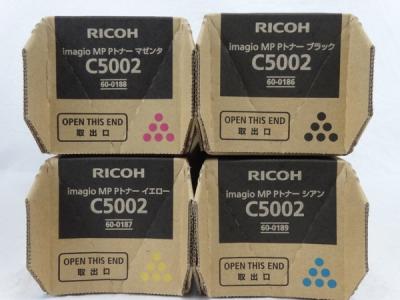 RICOH
imagio MP Pトナー マゼンタ
C5002
60-0188
OPEN THIS END
取出口
RICOH
imagio MP Pトナー ブラック
C5002
60-0186
OPEN THIS END
取出口
RICOH
imagio MP Pトナー イエロー
C5002
60-0187
OPEN THIS END
取出口
RICOH
imagio MP Pトナー シアン
C5002
60-0189
OPEN THIS END
取出口